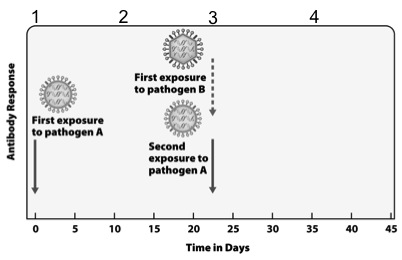 1 2 3 4
First exposure
to pathogen B
First exposure
to pathogen A
Second
exposure to
pathogen A
Antibody Response
0 5 10 15 20 25 30 35 40 45
Time in Days